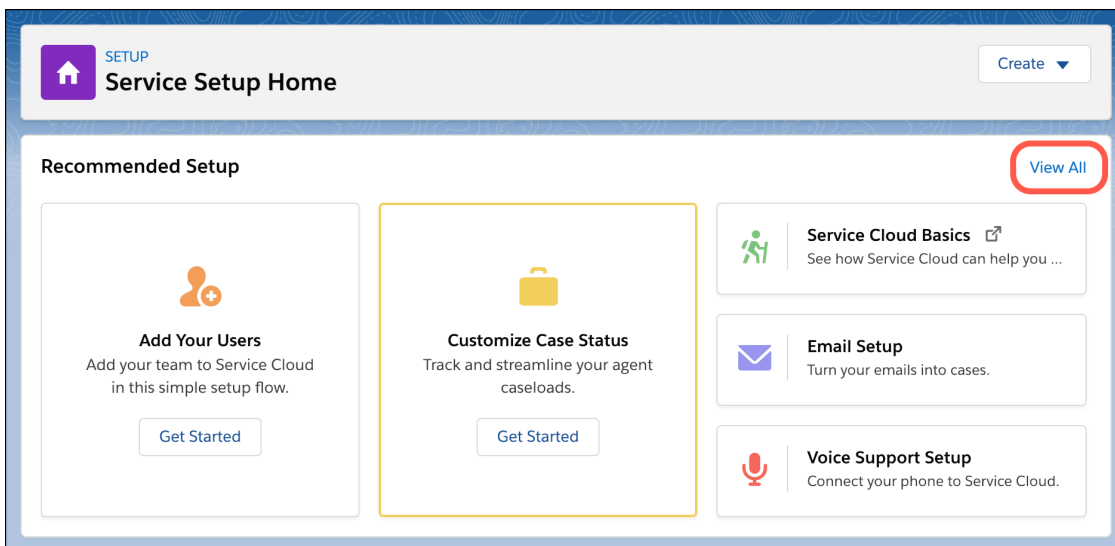 SETUP
Service Setup Home
Create
Recommended Setup
View All
Add Your Users
Add your team to Service Cloud
in this simple setup flow.
Get Started
Customize Case Status
Track and streamline your agent
caseloads.
Get Started
Service Cloud Basics
See how Service Cloud can help you ...
Email Setup
Turn your emails into cases.
Voice Support Setup
Connect your phone to Service Cloud.